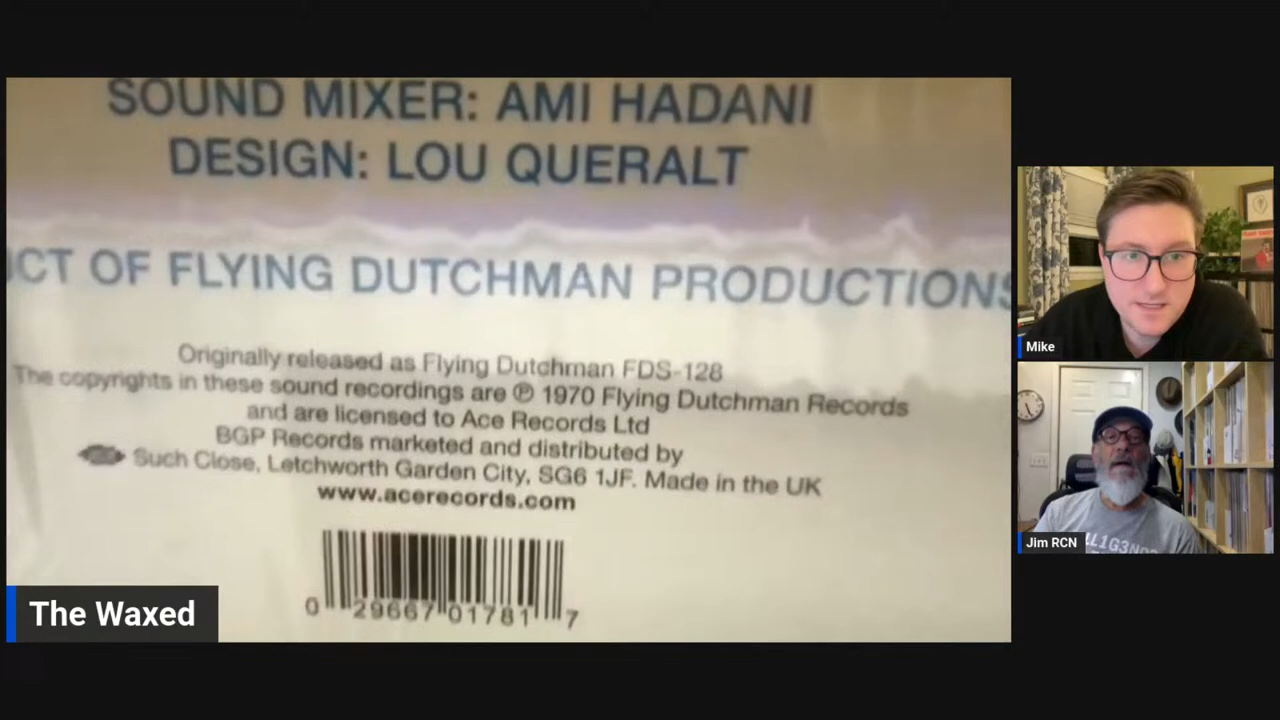 SOUND MIXER: AMI HADANI
DESIGN: LOU QUERALT
CT OF FLYING DUTCHMAN PRODUCTIONS
Originally released as Flying Dutchman FDS-128
The copyrights in these sound recordings are ℗ 1970 Flying Dutchman Records
and are licensed to Ace Records Ltd
BGP Records marketed and distributed by
Such Close, Letchworth Garden City, SG6 1JF. Made in the UK
www.acerecords.com
0 29667 01781 7
The Waxed
Mike
Jim RCN